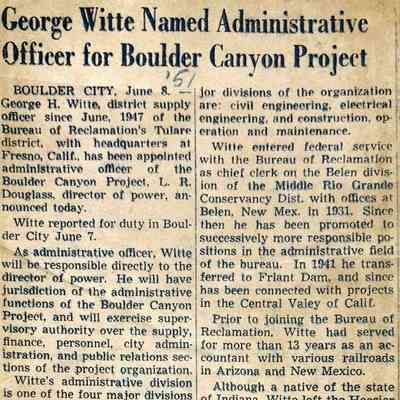 George Witte Named Administrative
Officer for Boulder Canyon Project
'51
BOULDER CITY, June 8. —
George H. Witte, district supply
officer since June, 1947 of the
Bureau of Reclamation's Tulare
district, with headquarters at
Fresno, Calif., has been appointed
administrative officer of the
Boulder Canyon Project, L. R.
Douglass, director of power, an-
nounced today.
Witte reported for duty in Boul-
der City June 7.
As administrative officer, Witte
will be responsible directly to the
director of power. He will have
jurisdiction of the administrative
functions of the Boulder Canyon
Project, and will exercise super-
visory authority over the supply,
finance, personnel, city admin-
istration, and public relations sec-
tions of the project organization.
Witte's administrative division
is one of the four major divisions
jor divisions of the organization
are: civil engineering, electrical
engineering, and construction, op-
eration and maintenance.
Witte entered federal service
with the Bureau of Reclamation
as chief clerk on the Belen divi-
sion of the Middle Rio Grande
Conservancy Dist. with offices at
Belen, New Mex. in 1931. Since
then he has been promoted to
successively more responsible po-
sitions in the administrative field
of the bureau. In 1941 he trans-
ferred to Friant Dam, and since
has been connected with projects
in the Central Valey of Calif.
Prior to joining the Bureau of
Reclamation, Witte had served
for more than 13 years as an ac-
countant with various railroads
in Arizona and New Mexico.
Although a native of the state
of Indiana, Witte left the Hoosier